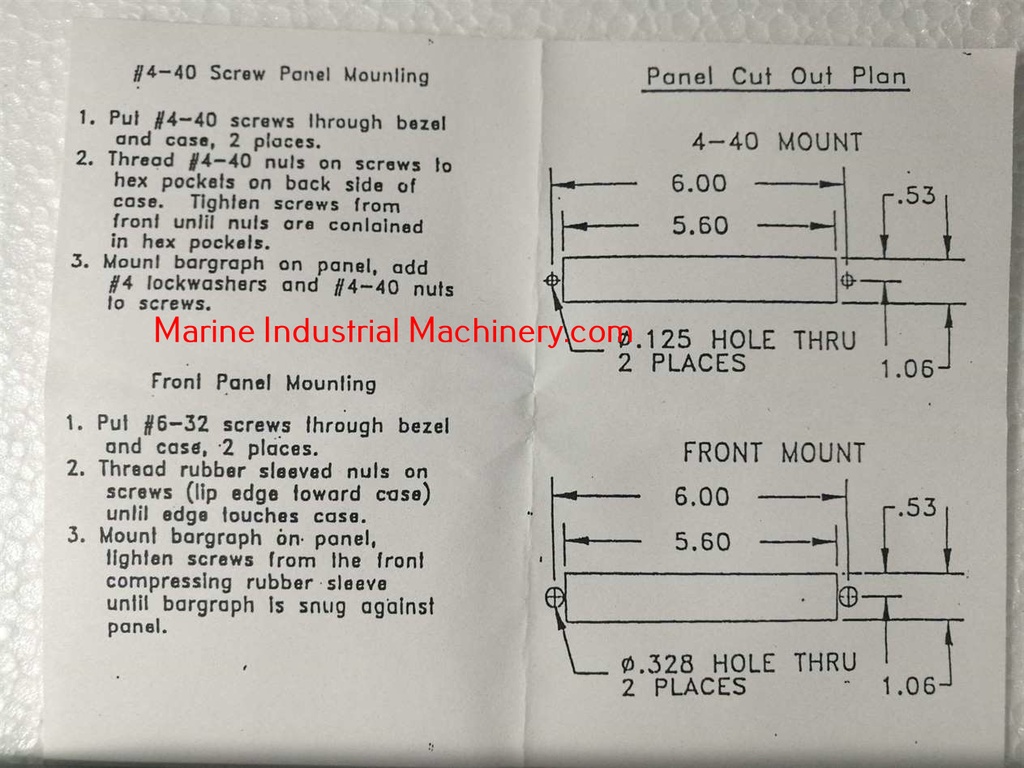 #4-40 Screw Panel Mounting
1. Put #4-40 screws through bezel
and case, 2 places.
2. Thread #4-40 nuts on screws to
hex pockets on back side of
case. Tighten screws from
front until nuts are contained
in hex pockets.
3. Mount bargraph on panel, add
#4 lockwashers and #4-40 nuts
to screws.
Front Panel Mounting
1. Put #6-32 screws through bezel
and case, 2 places.
2. Thread rubber sleeved nuts on
screws (lip edge toward case)
until edge touches case.
3. Mount bargraph on panel,
tighten screws from the front
compressing rubber sleeve
until bargraph is snug against
panel.
Panel Cut Out Plan
4-40 MOUNT
6.00
.53
5.60
Ø.125 HOLE THRU
2 PLACES
1.06
FRONT MOUNT
6.00
.53
5.60
Ø.328 HOLE THRU
2 PLACES
1.06
Marine Industrial Machinery.com